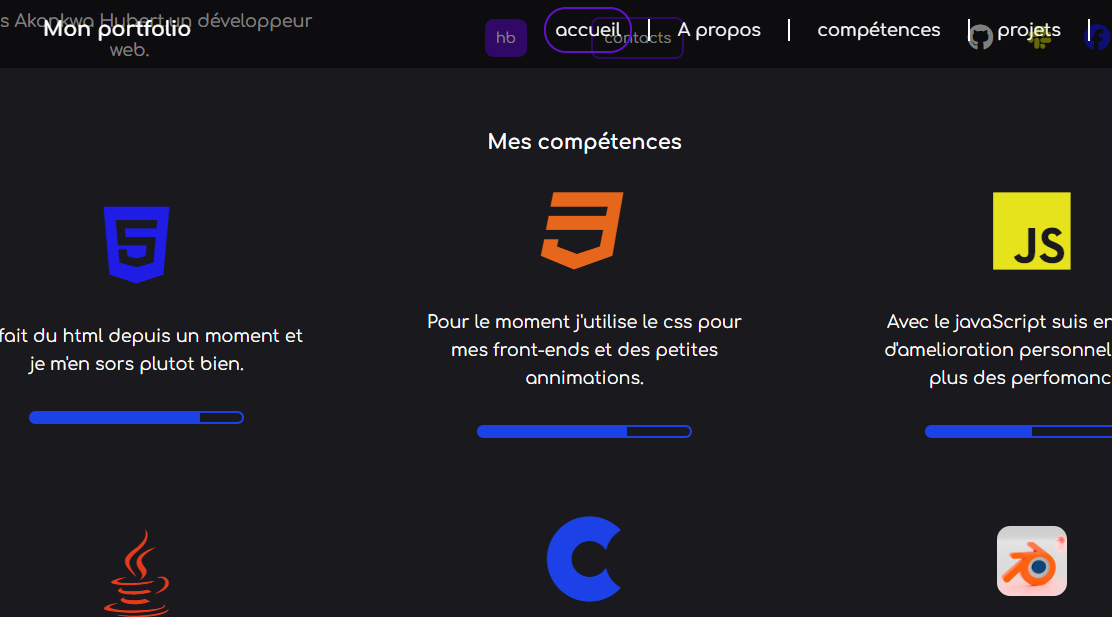 s Akonkwa Hubert un développeur
web.
Mon portfolio
hb
contacts
accueil
A propos
compétences
projets
Mes compétences
JS
fait du html depuis un moment et
je m'en sors plutot bien.
Pour le moment j'utilise le css pour
mes front-ends et des petites
annimations.
Avec le javaScript suis en
d'amelioration personnel
plus des perfomanc